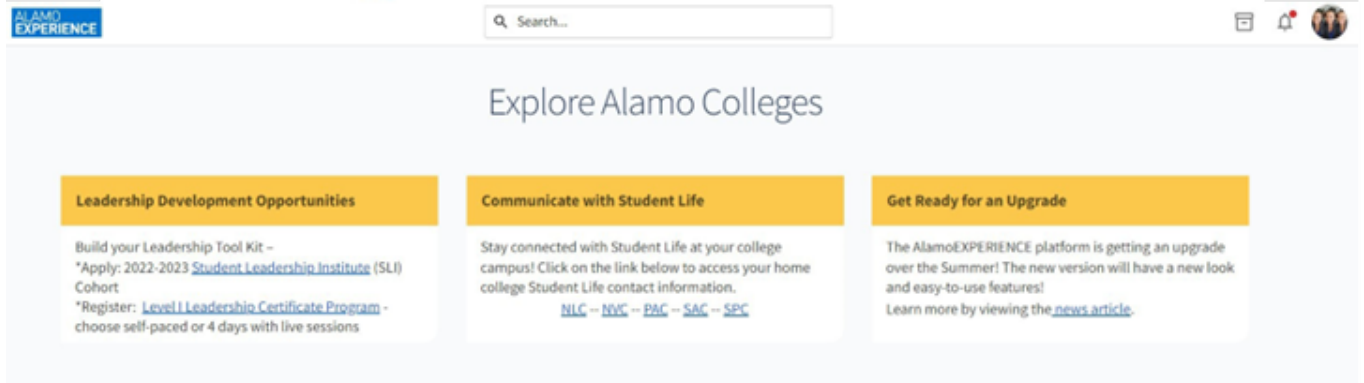 ALAMO
EXPERIENCE
Search...
Explore Alamo Colleges
Leadership Development Opportunities
Build your Leadership Tool Kit –
*Apply: 2022-2023 Student Leadership Institute (SLI)
Cohort
*Register: Level I Leadership Certificate Program -
choose self-paced or 4 days with live sessions
Communicate with Student Life
Stay connected with Student Life at your college
campus! Click on the link below to access your home
college Student Life contact information.
NLC -- NVC -- PAC -- SAC -- SPC
Get Ready for an Upgrade
The AlamoEXPERIENCE platform is getting an upgrade
over the Summer! The new version will have a new look
and easy-to-use features!
Learn more by viewing the news article.